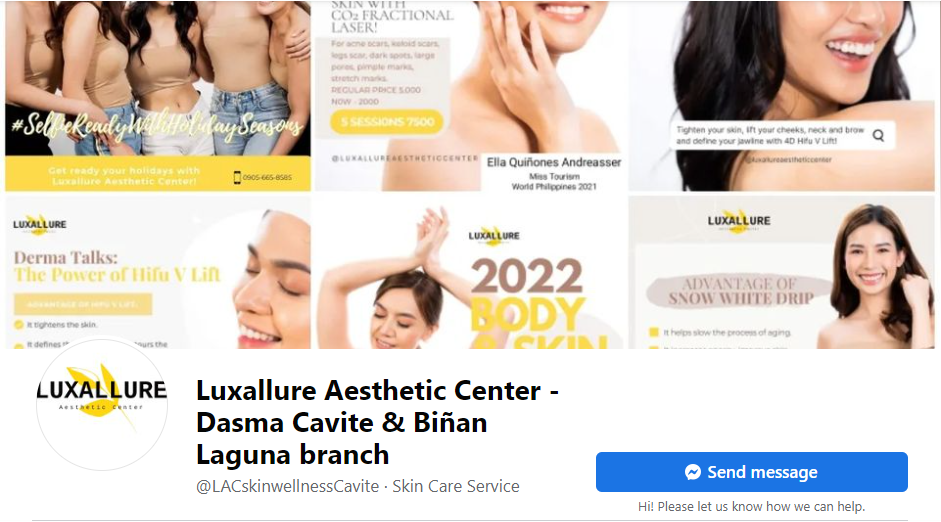 #SelfieReadyWithHolidaySeasons
Get ready your holidays with
Luxallure Aesthetic Center!
0905-665-8585
SKIN WITH
CO2 FRACTIONAL
LASER!
For acne scars, keloid scars,
legs scar, dark spots, large
pores, pimple marks,
stretch marks.
REGULAR PRICE 5,000
NOW - 2000
5 SESSIONS 7500
@LUXALLUREAESTHETICCENTER
Ella Quiñones Andreasser
Miss Tourism
World Philippines 2021
Tighten your skin, lift your cheeks, neck and brow
and define your jawline with 4D Hifu V Lift!
@luxallureaestheticcenter
LUXALLURE
Derma Talks:
The Power of Hifu V Lift
ADVANTAGE OF HIFU V LIFT.
It tightens the skin.
It defines
LUXALLURE
2022
BODY
& SKIN
LUXALLURE
Aesthetic Center
ADVANTAGE OF
SNOW WHITE DRIP
It helps slow the process of aging.
LUXALLURE
Aesthetic Center
Luxallure Aesthetic Center -
Dasma Cavite & Biñan
Laguna branch
@LACskinwellnessCavite · Skin Care Service
Send message
Hi! Please let us know how we can help.